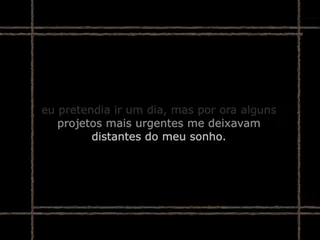 eu pretendia ir um dia, mas por ora alguns
projetos mais urgentes me deixavam
distantes do meu sonho.